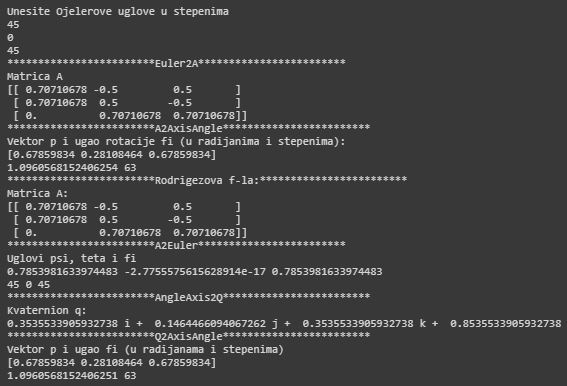 Unesite Ojelerove uglove u stepenima
45
0
45
************************Euler2A************************
Matrica A
[[ 0.70710678 -0.5         0.5       ]
 [ 0.70710678  0.5        -0.5       ]
 [ 0.          0.70710678  0.70710678]]
************************A2AxisAngle************************
Vektor p i ugao rotacije fi (u radijanima i stepenima):
[0.67859834 0.28108464 0.67859834]
1.0960568152406254 63
************************Rodrigezova f-la:************************
Matrica A:
[[ 0.70710678 -0.5         0.5       ]
 [ 0.70710678  0.5        -0.5       ]
 [ 0.          0.70710678  0.70710678]]
************************A2Euler************************
Uglovi psi, teta i fi
0.7853981633974483 -2.7755575615628914e-17 0.7853981633974483
45 0 45
************************AngleAxis2Q************************
Kvaternion q:
0.3535533905932738 i +  0.1464466094067262 j +  0.3535533905932738 k +  0.8535533905932738
************************Q2AxisAngle************************
Vektor p i ugao fi (u radijanama i stepenima)
[0.67859834 0.28108464 0.67859834]
1.0960568152406251 63